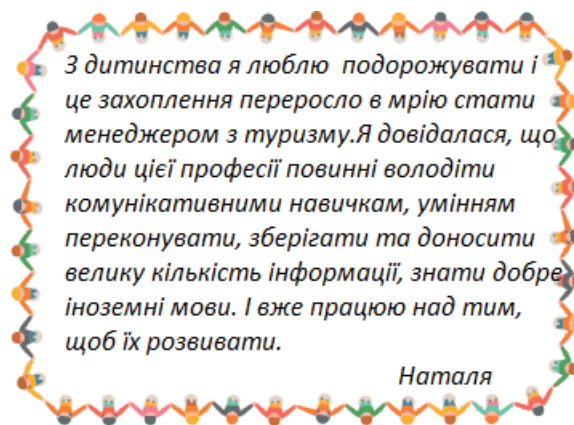 З дитинства я люблю подорожувати і
це захоплення переросло в мрію стати
менеджером з туризму.Я довідалася, що
люди цієї професії повинні володіти
комунікативними навичкам, умінням
переконувати, зберігати та доносити
велику кількість інформації, знати добре
іноземні мови. І вже працюю над тим,
щоб їх розвивати.
Наталя